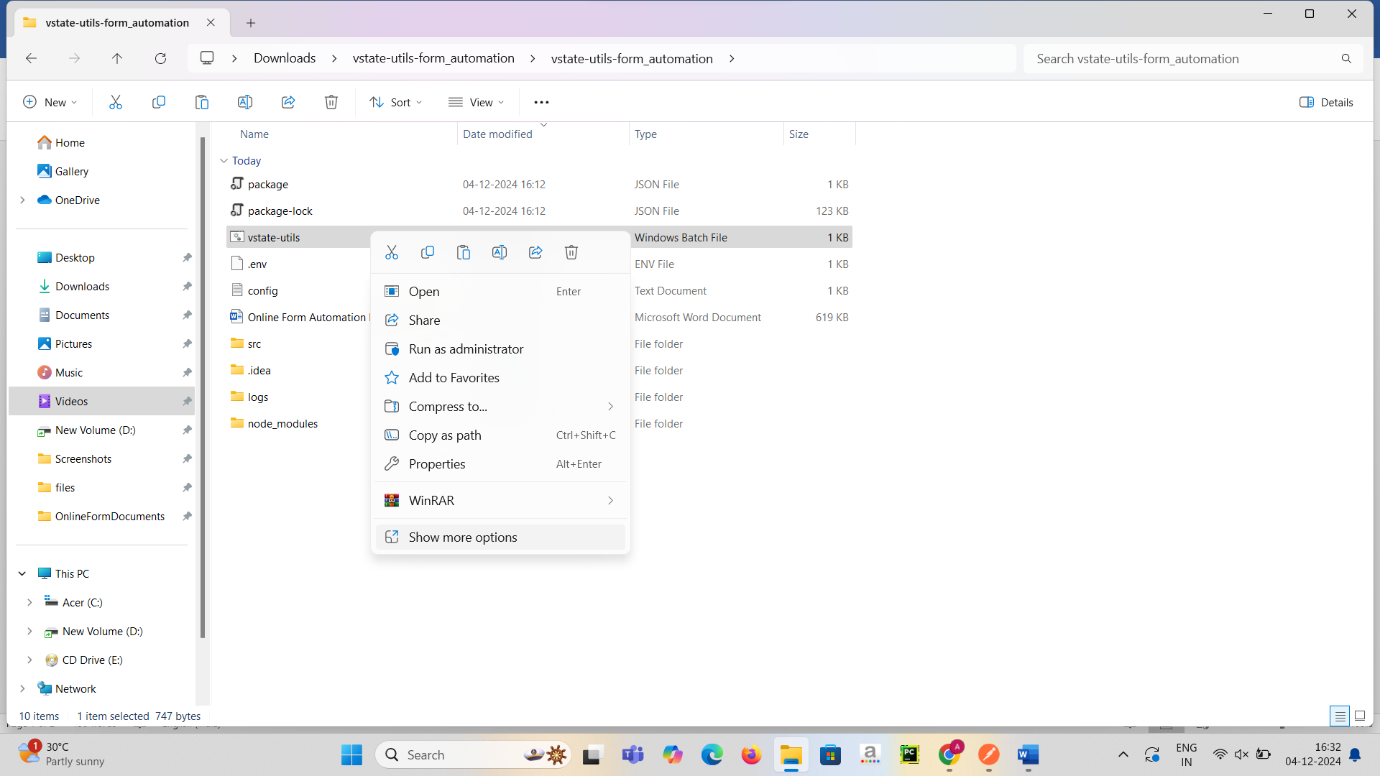 vstate-utils-form_automation
Downloads
vstate-utils-form_automation
vstate-utils-form_automation
Search vstate-utils-form_automation
New
Sort
View
Details
Home
Gallery
OneDrive
Desktop
Downloads
Documents
Pictures
Music
Videos
New Volume (D:)
Screenshots
files
OnlineFormDocuments
This PC
Acer (C:)
New Volume (D:)
CD Drive (E:)
Network
Name Date modified Type Size
Today
package 04-12-2024 16:12 JSON File 1 KB
package-lock 04-12-2024 16:12 JSON File 123 KB
vstate-utils Windows Batch File 1 KB
.env ENV File 1 KB
config Text Document 1 KB
Online Form Automation Microsoft Word Document 619 KB
src File folder
.idea File folder
logs File folder
node_modules File folder
Open Enter
Share
Run as administrator
Add to Favorites
Compress to...
Copy as path Ctrl+Shift+C
Properties Alt+Enter
WinRAR
Show more options
10 items 1 item selected 747 bytes
1
30°C
Partly sunny
Search
PC
A
ENG
IN
16:32
04-12-2024